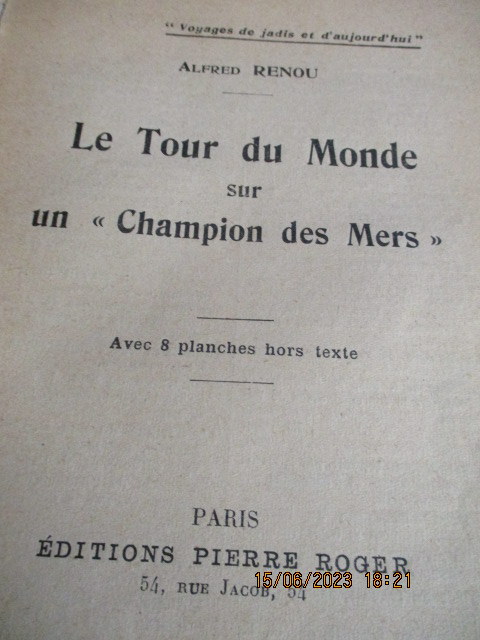 " Voyages de jadis et d'aujourd'hui "
ALFRED RENOU
Le Tour du Monde
sur
un « Champion des Mers »
Avec 8 planches hors texte
PARIS
ÉDITIONS PIERRE ROGER
54, RUE JACOB, 54
15/06/2023 18:21